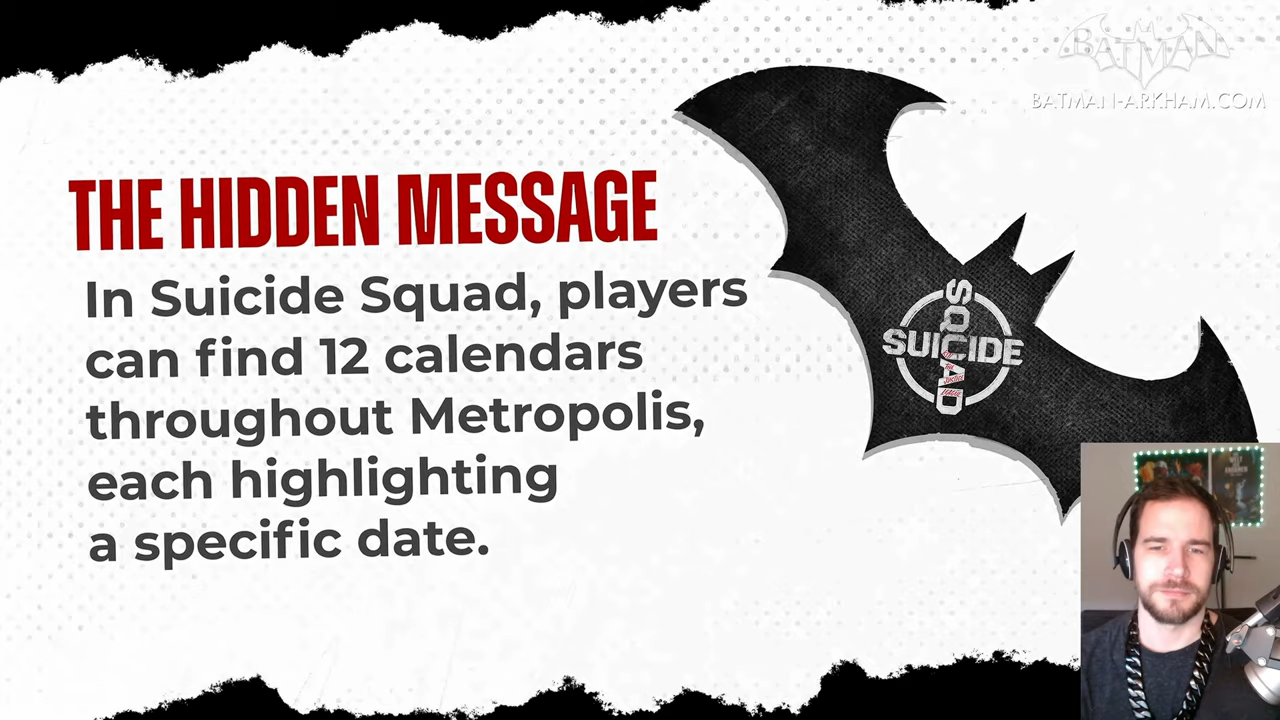 BATMAN
BATMAN-ARKHAM.COM
THE HIDDEN MESSAGE
In Suicide Squad, players
can find 12 calendars
throughout Metropolis,
each highlighting
a specific date.
SUICIDE
SQUAD